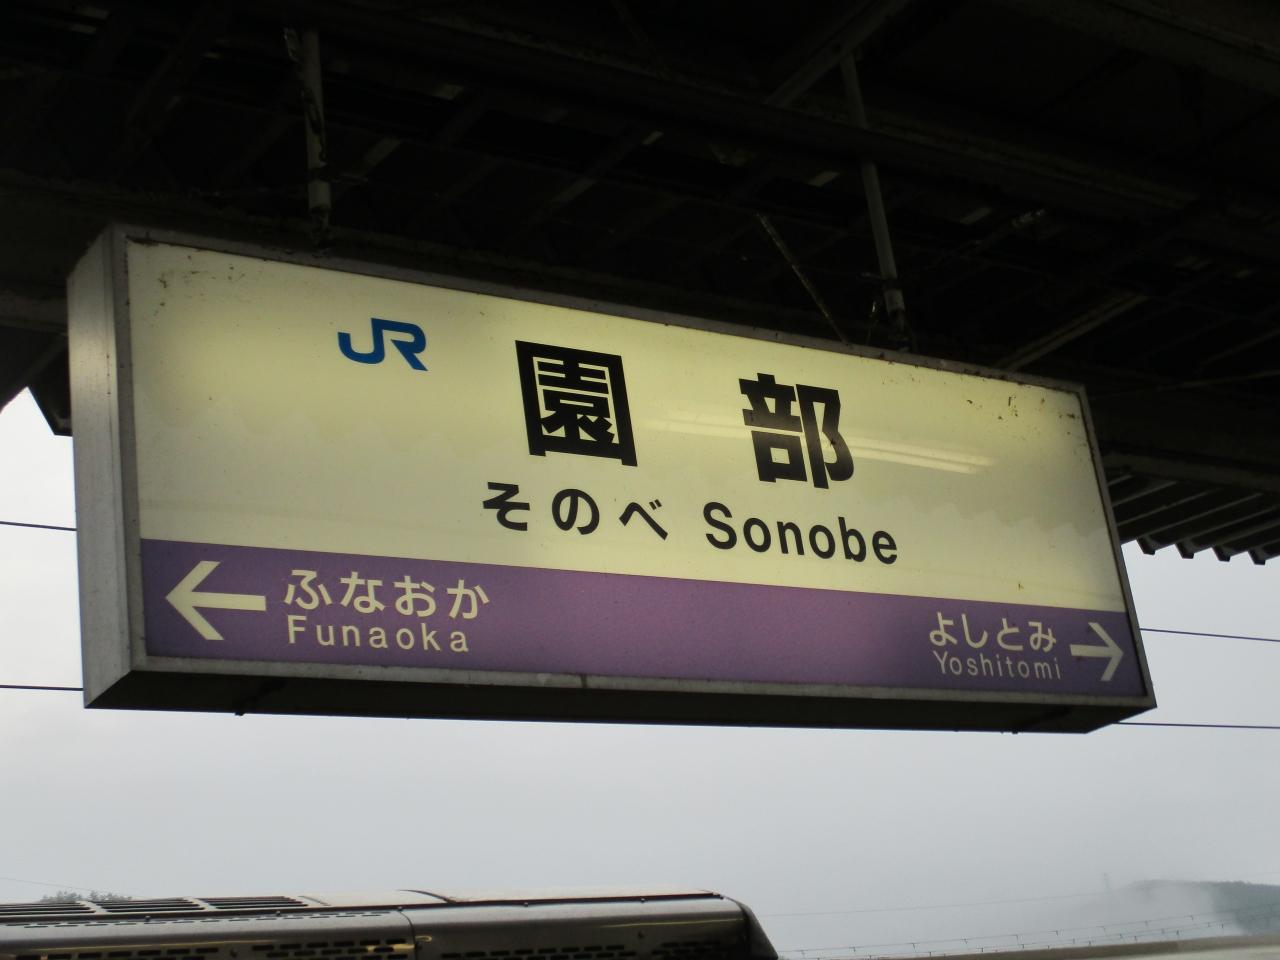 JR
園部
そのべ Sonobe
ふなおか
Funaoka
よしとみ
Yoshitomi